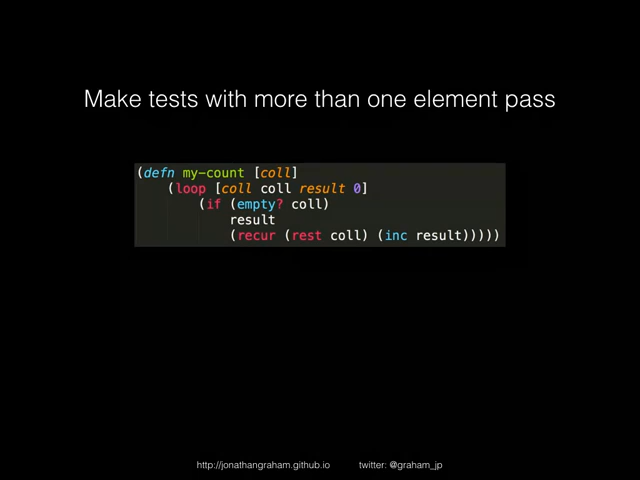 Make tests with more than one element pass
(defn my-count [coll]
    (loop [coll coll result 0]
        (if (empty? coll)
            result
            (recur (rest coll) (inc result)))))
http://jonathangraham.github.io twitter: @graham_jp